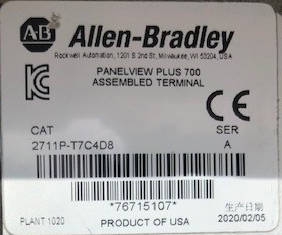 AB Allen-Bradley
Rockwell Automation, 1201 S 2nd St, Milwaukee, WI 53204, USA
PANELVIEW PLUS 700
ASSEMBLED TERMINAL
CE
CAT SER
2711P-T7C4D8 A
*76715107* 生产日期
PLANT 1020 PRODUCT OF USA 2020/02/05